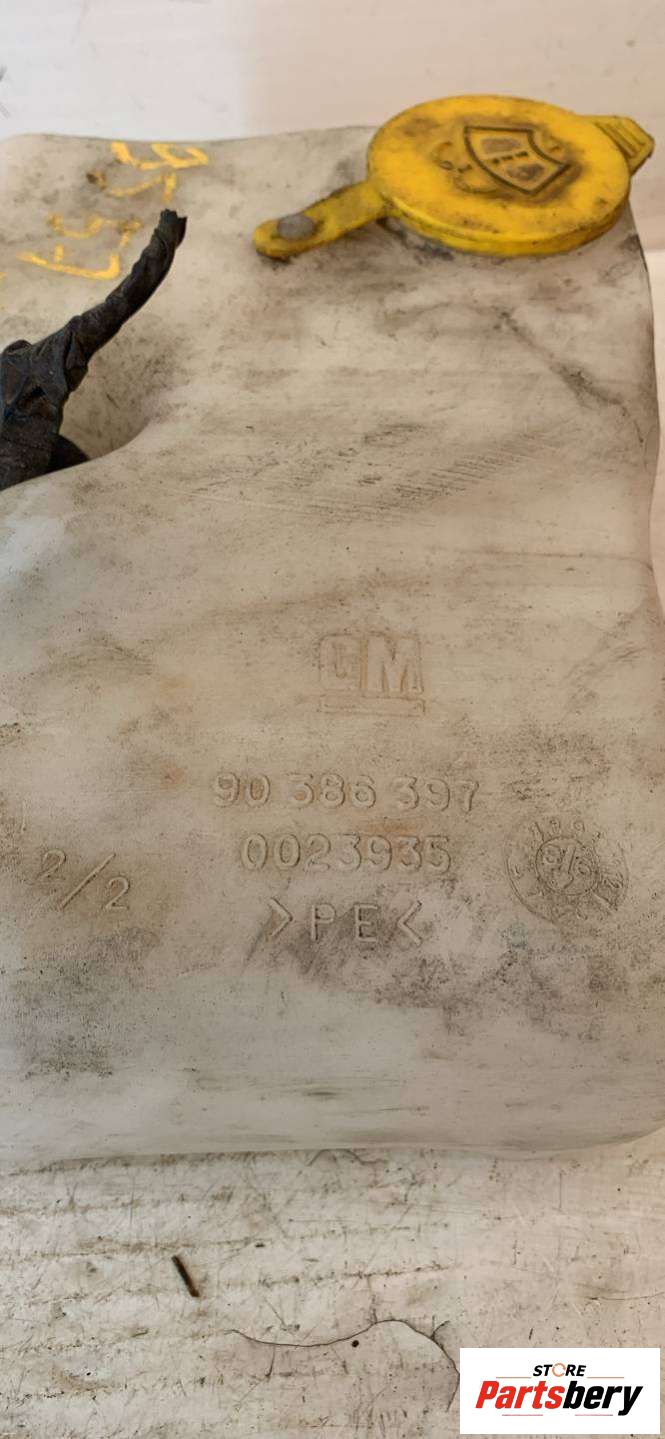 GM
90 386 397
0023935
2/2
>PE<
STORE
Partsbery